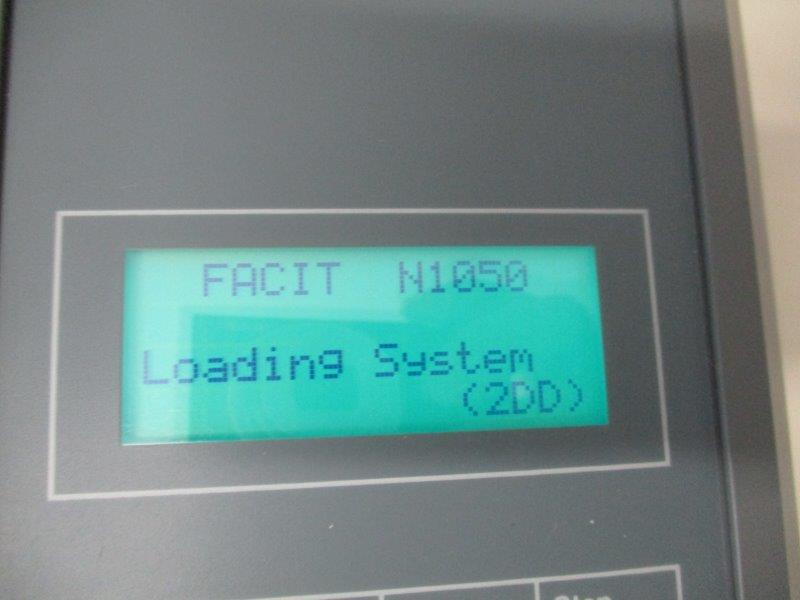 FACIT N1050
Loading System
(2DD)